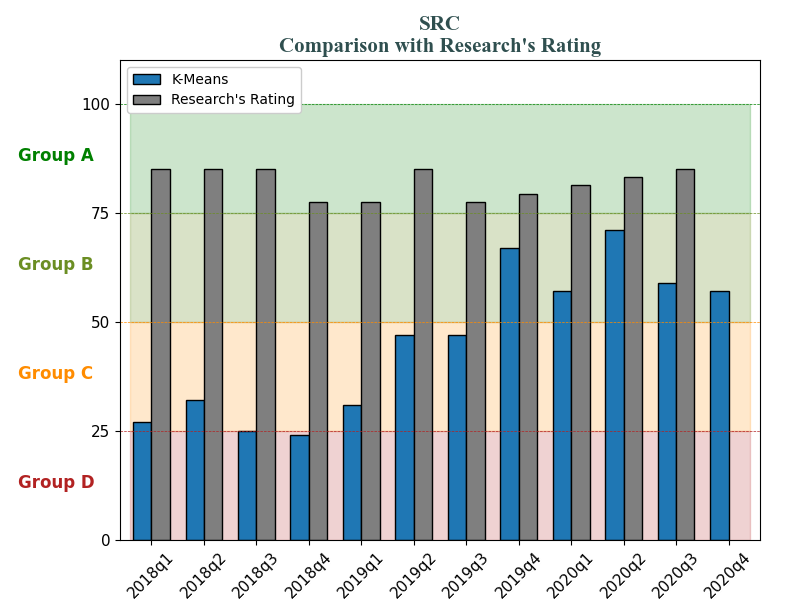 SRC
Comparison with Research's Rating
K-Means
Research's Rating
100
Group A
75
Group B
50
Group C
25
Group D
0
2018q1
2018q2
2018q3
2018q4
2019q1
2019q2
2019q3
2019q4
2020q1
2020q2
2020q3
2020q4